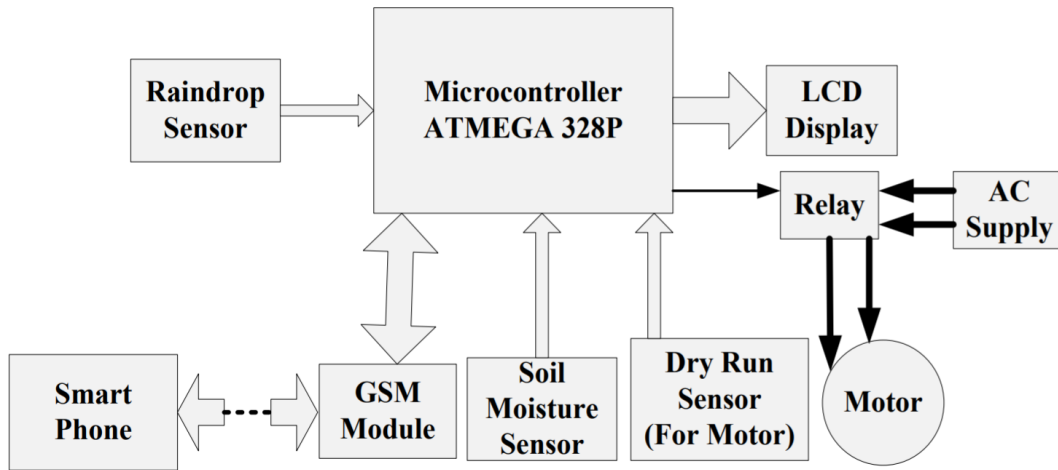 Raindrop
Sensor
Microcontroller
ATMEGA 328P
LCD
Display
Relay
AC
Supply
Smart
Phone
GSM
Module
Soil
Moisture
Sensor
Dry Run
Sensor
(For Motor)
Motor